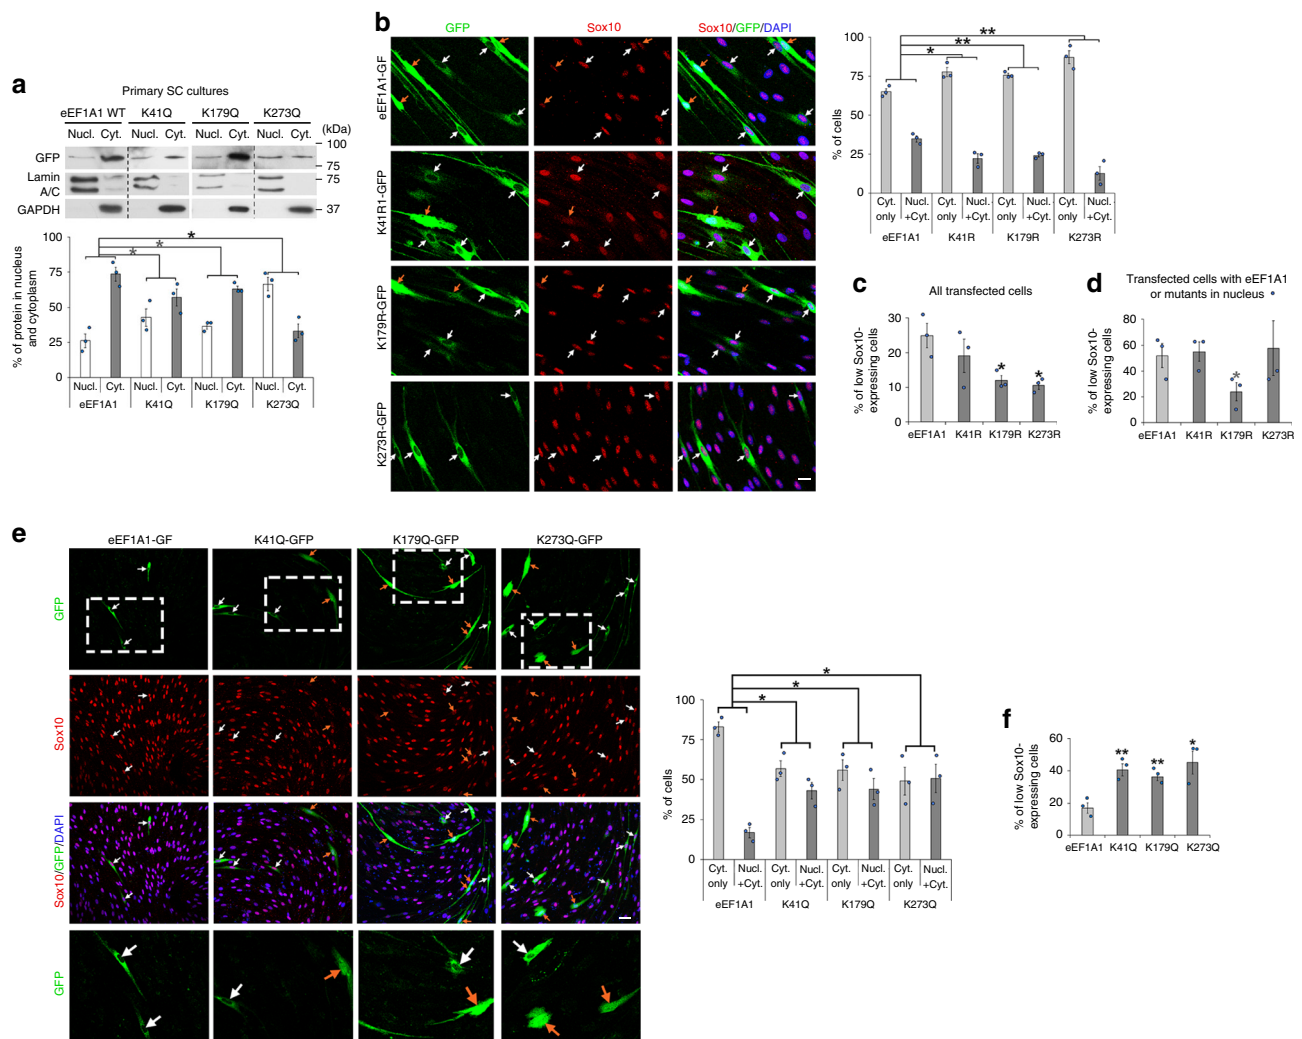 a
Primary SC cultures
eEF1A1 WT K41Q K179Q K273Q
Nucl. Cyt. Nucl. Cyt. Nucl. Cyt. Nucl. Cyt. (kDa)
GFP
100
75
Lamin A/C
75
GAPDH
37
% of protein in nucleus and cytoplasm
100
75
50
25
0
* * *
Nucl. Cyt. Nucl. Cyt. Nucl. Cyt. Nucl. Cyt.
eEF1A1 K41Q K179Q K273Q
b
GFP Sox10 Sox10/GFP/DAPI
eEF1A1-GF
K41R1-GFP
K179R-GFP
K273R-GFP
% of cells
100
75
50
25
0
** ** *
Cyt. only Nucl. +Cyt. Cyt. only Nucl. +Cyt. Cyt. only Nucl. +Cyt. Cyt. only Nucl. +Cyt.
eEF1A1 K41R K179R K273R
c
All transfected cells
% of low Sox10-expressing cells
30
20
10
0
* *
eEF1A1 K41R K179R K273R
d
Transfected cells with eEF1A1
or mutants in nucleus
% of low Sox10-expressing cells
80
60
40
20
0
*
eEF1A1 K41R K179R K273R
e
eEF1A1-GF K41Q-GFP K179Q-GFP K273Q-GFP
GFP
Sox10
Sox10/GFP/DAPI
GFP
% of cells
100
75
50
25
0
* * *
Cyt. only Nucl. +Cyt. Cyt. only Nucl. +Cyt. Cyt. only Nucl. +Cyt. Cyt. only Nucl. +Cyt.
eEF1A1 K41Q K179Q K273Q
f
% of low Sox10-expressing cells
60
40
20
0
** ** *
eEF1A1 K41Q K179Q K273Q